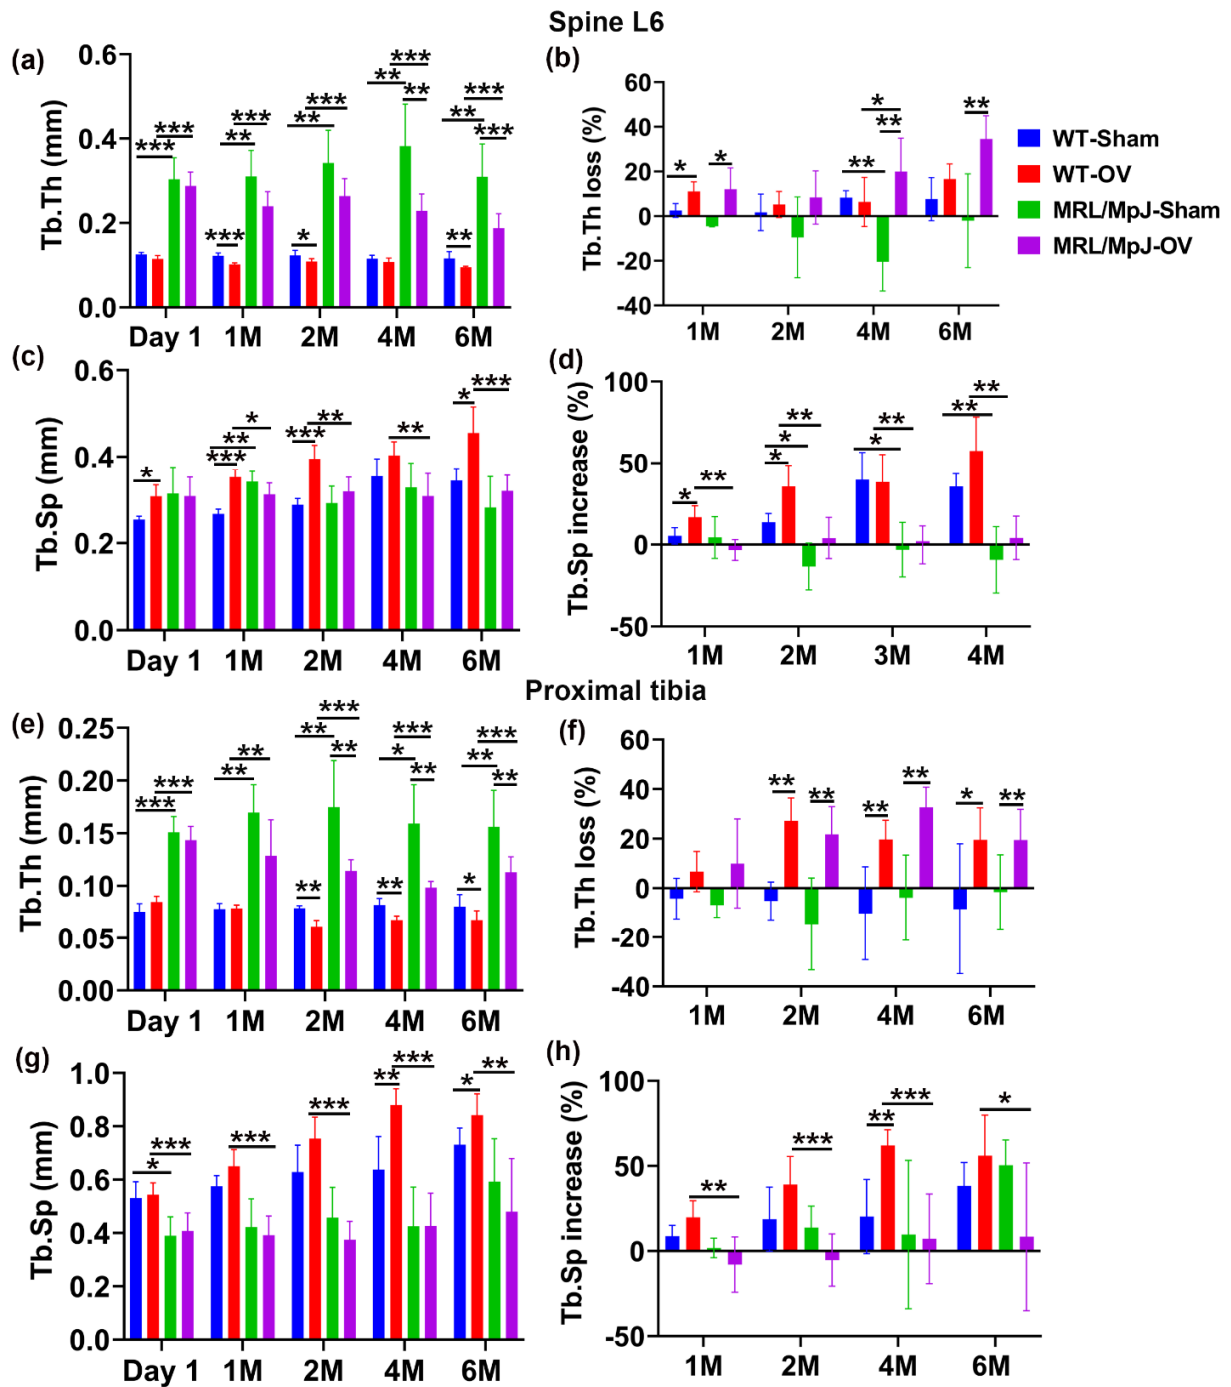 Spine L6
(a)
Tb.Th (mm)
0.6
0.4
0.2
0.0
*** *** ** *** *** ** *** * ** *** ** ** *** *** **
Day 1 1M 2M 4M 6M
(b)
Tb.Th loss (%)
60
40
20
0
-20
-40
* * ** * ** **
1M 2M 4M 6M
WT-Sham
WT-OV
MRL/MpJ-Sham
MRL/MpJ-OV
(c)
Tb.Sp (mm)
0.6
0.4
0.2
0.0
* *** ** * *** ** ** * ***
Day 1 1M 2M 4M 6M
(d)
Tb.Sp increase (%)
100
50
0
-50
* ** * * ** * ** ** **
1M 2M 3M 4M
Proximal tibia
(e)
Tb.Th (mm)
0.25
0.20
0.15
0.10
0.05
0.00
*** *** ** ** ** ** *** ** ** * *** ** * ** *** **
Day 1 1M 2M 4M 6M
(f)
Tb.Th loss (%)
60
40
20
0
-20
-40
** ** ** ** * **
1M 2M 4M 6M
(g)
Tb.Sp (mm)
1.0
0.8
0.6
0.4
0.2
0.0
* *** *** *** ** *** * **
Day 1 1M 2M 4M 6M
(h)
Tb.Sp increase (%)
100
50
0
-50
** *** ** *** *
1M 2M 4M 6M